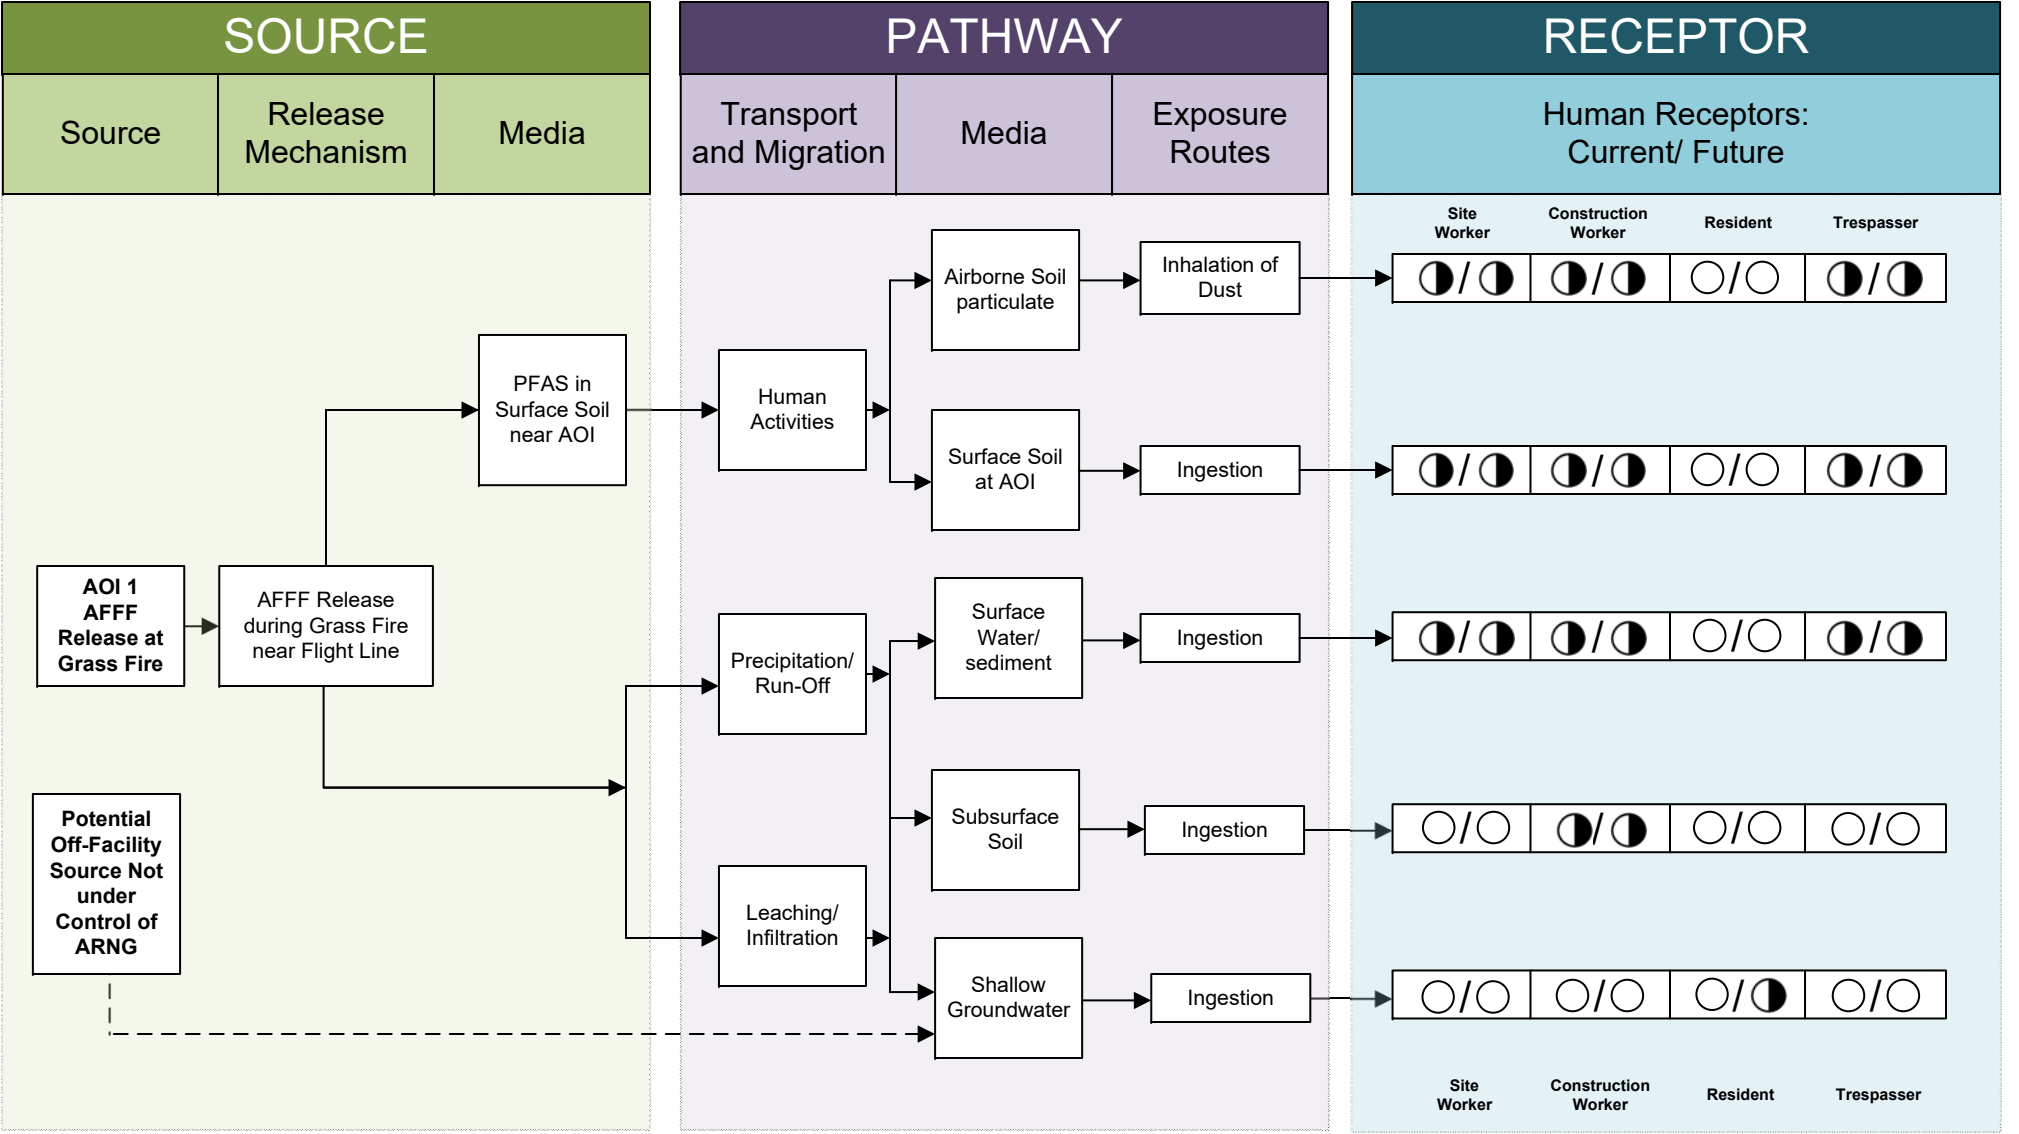 SOURCE
PATHWAY
RECEPTOR
Source
Release
Mechanism
Media
Transport
and Migration
Media
Exposure
Routes
Human Receptors:
Current/ Future
Site
Worker
Construction
Worker
Resident
Trespasser
Airborne Soil
particulate
Inhalation of
Dust
/
/
/
/
PFAS in
Surface Soil
near AOI
Human
Activities
Surface Soil
at AOI
Ingestion
/
/
/
/
AOI 1
AFFF
Release at
Grass Fire
AFFF Release
during Grass Fire
near Flight Line
Precipitation/
Run-Off
Surface
Water/
sediment
Ingestion
/
/
/
/
Potential
Off-Facility
Source Not
under
Control of
ARNG
Subsurface
Soil
Ingestion
/
/
/
/
Leaching/
Infiltration
Shallow
Groundwater
Ingestion
/
/
/
/
Site
Worker
Construction
Worker
Resident
Trespasser